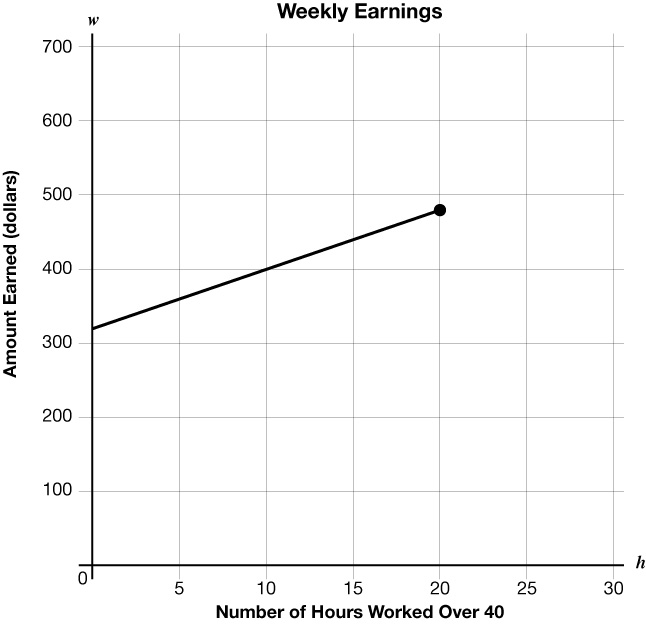 Weekly Earnings
w
700
600
500
400
300
200
100
0
Amount Earned (dollars)
5 10 15 20 25 30
h
Number of Hours Worked Over 40